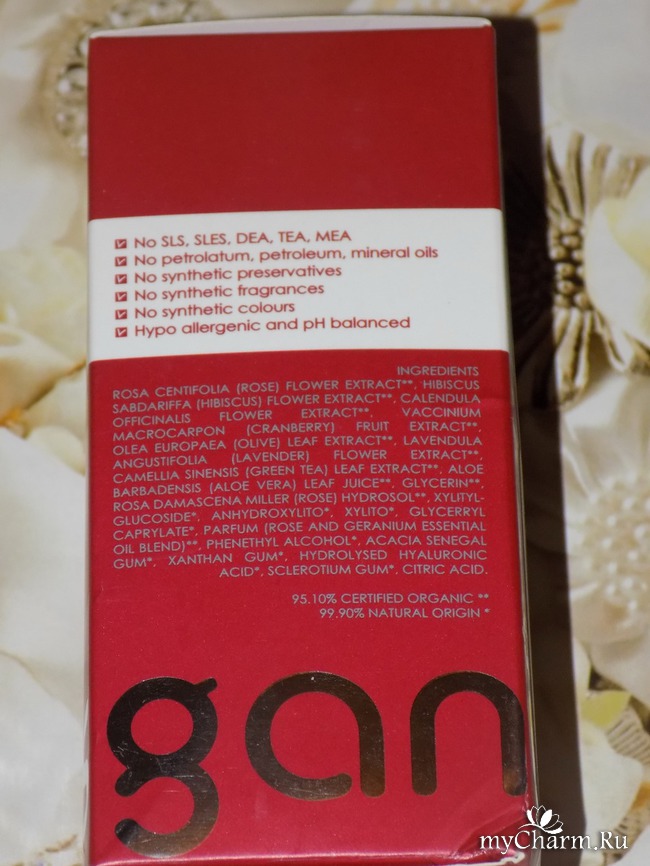 No SLS, SLES, DEA, TEA, MEA
No petrolatum, petroleum, mineral oils
No synthetic preservatives
No synthetic fragrances
No synthetic colours
Hypo allergenic and pH balanced
INGREDIENTS
ROSA CENTIFOLIA (ROSE) FLOWER EXTRACT**, HIBISCUS
SABDARIFFA (HIBISCUS) FLOWER EXTRACT**, CALENDULA
OFFICINALIS FLOWER EXTRACT**, VACCINIUM
MACROCARPON (CRANBERRY) FRUIT EXTRACT**,
OLEA EUROPAEA (OLIVE) LEAF EXTRACT**, LAVENDULA
ANGUSTIFOLIA (LAVENDER) FLOWER EXTRACT**,
CAMELLIA SINENSIS (GREEN TEA) LEAF EXTRACT**, ALOE
BARBADENSIS (ALOE VERA) LEAF JUICE**, GLYCERIN**,
ROSA DAMASCENA MILLER (ROSE) HYDROSOL**, XYLITYL-
GLUCOSIDE*, ANHYDROXYLITO*, XYLITO*, GLYCERRYL
CAPRYLATE*, PARFUM (ROSE AND GERANIUM ESSENTIAL
OIL BLEND)**, PHENETHYL ALCOHOL*, ACACIA SENEGAL
GUM*, XANTHAN GUM*, HYDROLYSED HYALURONIC
ACID*, SCLEROTIUM GUM*, CITRIC ACID.
95.10% CERTIFIED ORGANIC **
99.90% NATURAL ORIGIN *
gan
myCharm.Ru